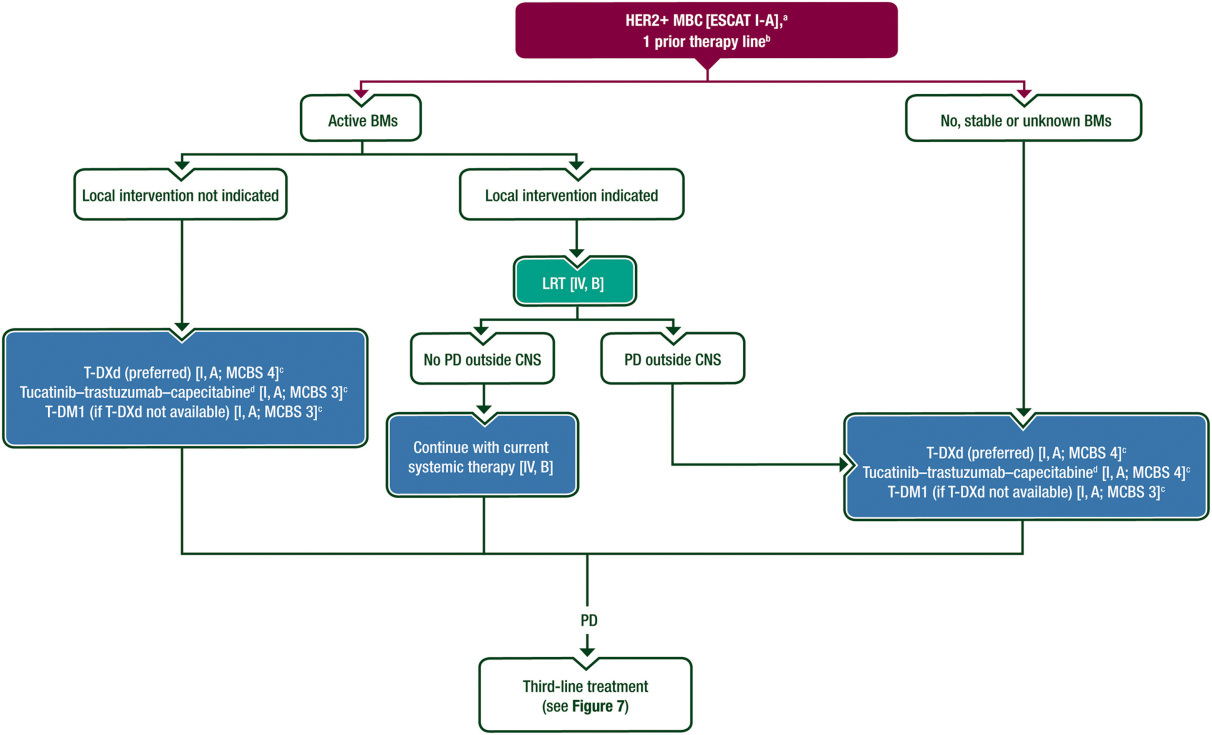 HER2+ MBC [ESCAT I-A],ᵃ
1 prior therapy lineᵇ
Active BMs
No, stable or unknown BMs
Local intervention not indicated
Local intervention indicated
LRT [IV, B]
No PD outside CNS
PD outside CNS
T-DXd (preferred) [I, A; MCBS 4]ᶜ
Tucatinib–trastuzumab–capecitabineᵈ [I, A; MCBS 3]ᶜ
T-DM1 (if T-DXd not available) [I, A; MCBS 3]ᶜ
Continue with current
systemic therapy [IV, B]
T-DXd (preferred) [I, A; MCBS 4]ᶜ
Tucatinib–trastuzumab–capecitabineᵈ [I, A; MCBS 4]ᶜ
T-DM1 (if T-DXd not available) [I, A; MCBS 3]ᶜ
PD
Third-line treatment
(see Figure 7)